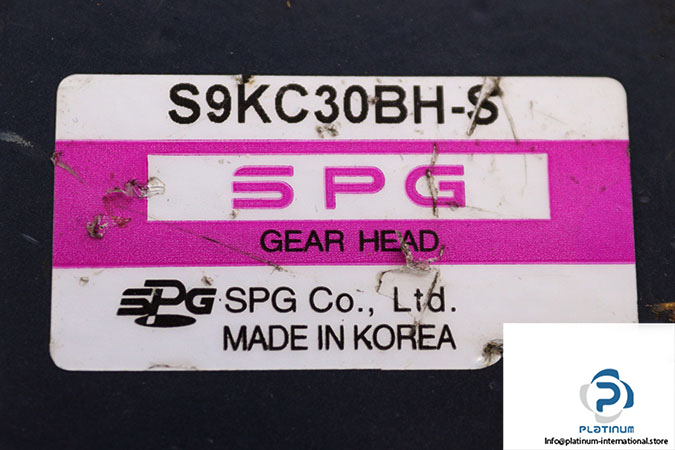 S9KC30BH-S
SPG
GEAR HEAD
SPG SPG Co., Ltd.
MADE IN KOREA
PLATINUM
Info@platinum-international.store